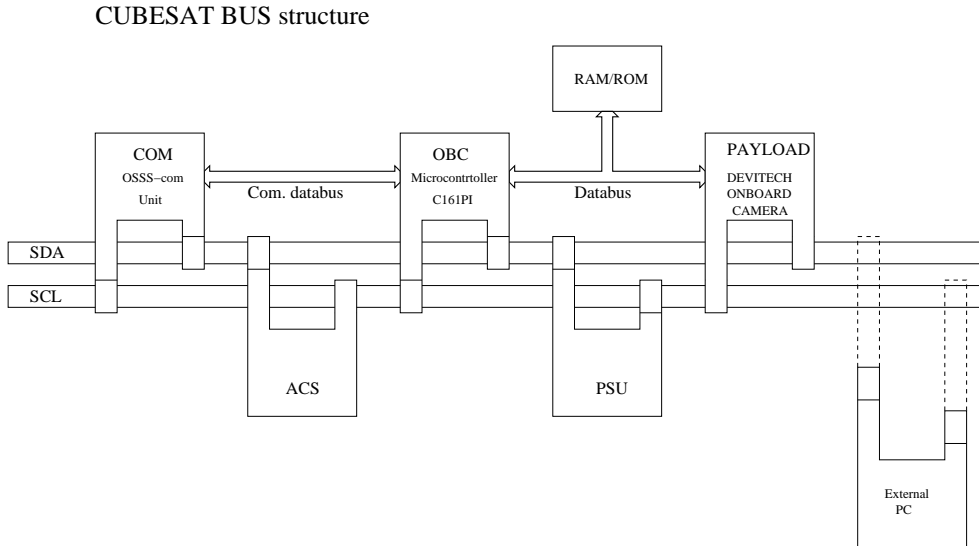 CUBESAT BUS structure
RAM/ROM
COM
OSSS-com
Unit
Com. databus
OBC
Microcontrtoller
C161PI
Databus
PAYLOAD
DEVITECH
ONBOARD
CAMERA
SDA
SCL
ACS
PSU
External
PC